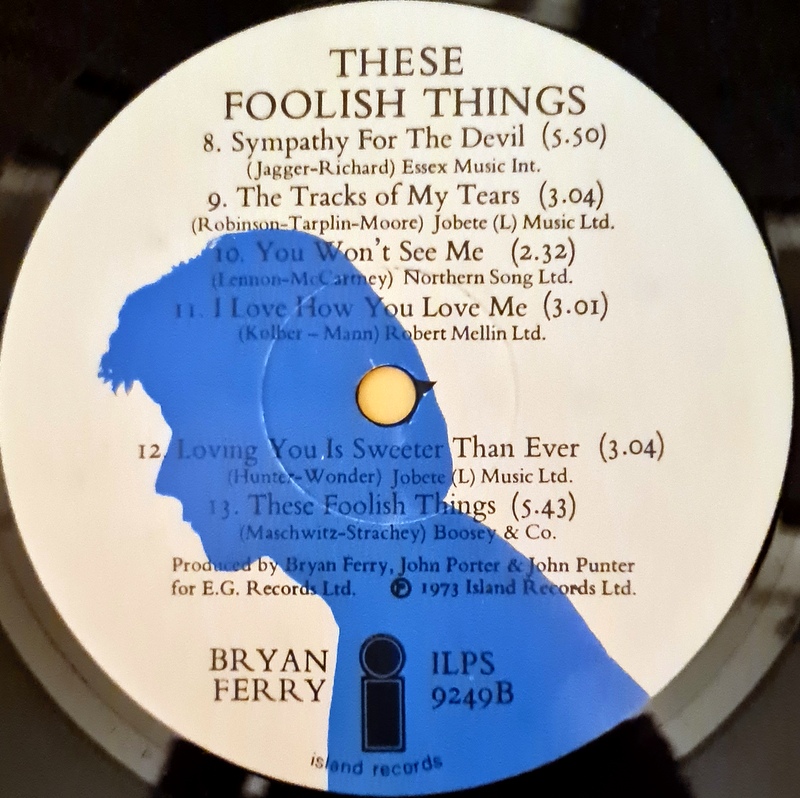 THESE
FOOLISH THINGS
8. Sympathy For The Devil (5.50)
(Jagger-Richard) Essex Music Int.
9. The Tracks of My Tears (3.04)
(Robinson-Tarplin-Moore) Jobete (L) Music Ltd.
10. You Won't See Me (2.32)
(Lennon-McCartney) Northern Song Ltd.
11. I Love How You Love Me (3.01)
(Kolber – Mann) Robert Mellin Ltd.
12. Loving You Is Sweeter Than Ever (3.04)
(Hunter-Wonder) Jobete (L) Music Ltd.
13. These Foolish Things (5.43)
(Maschwitz-Strachey) Boosey & Co.
Produced by Bryan Ferry, John Porter & John Punter
for E.G. Records Ltd. ℗ 1973 Island Records Ltd.
BRYAN FERRY
ILPS 9249B
island records